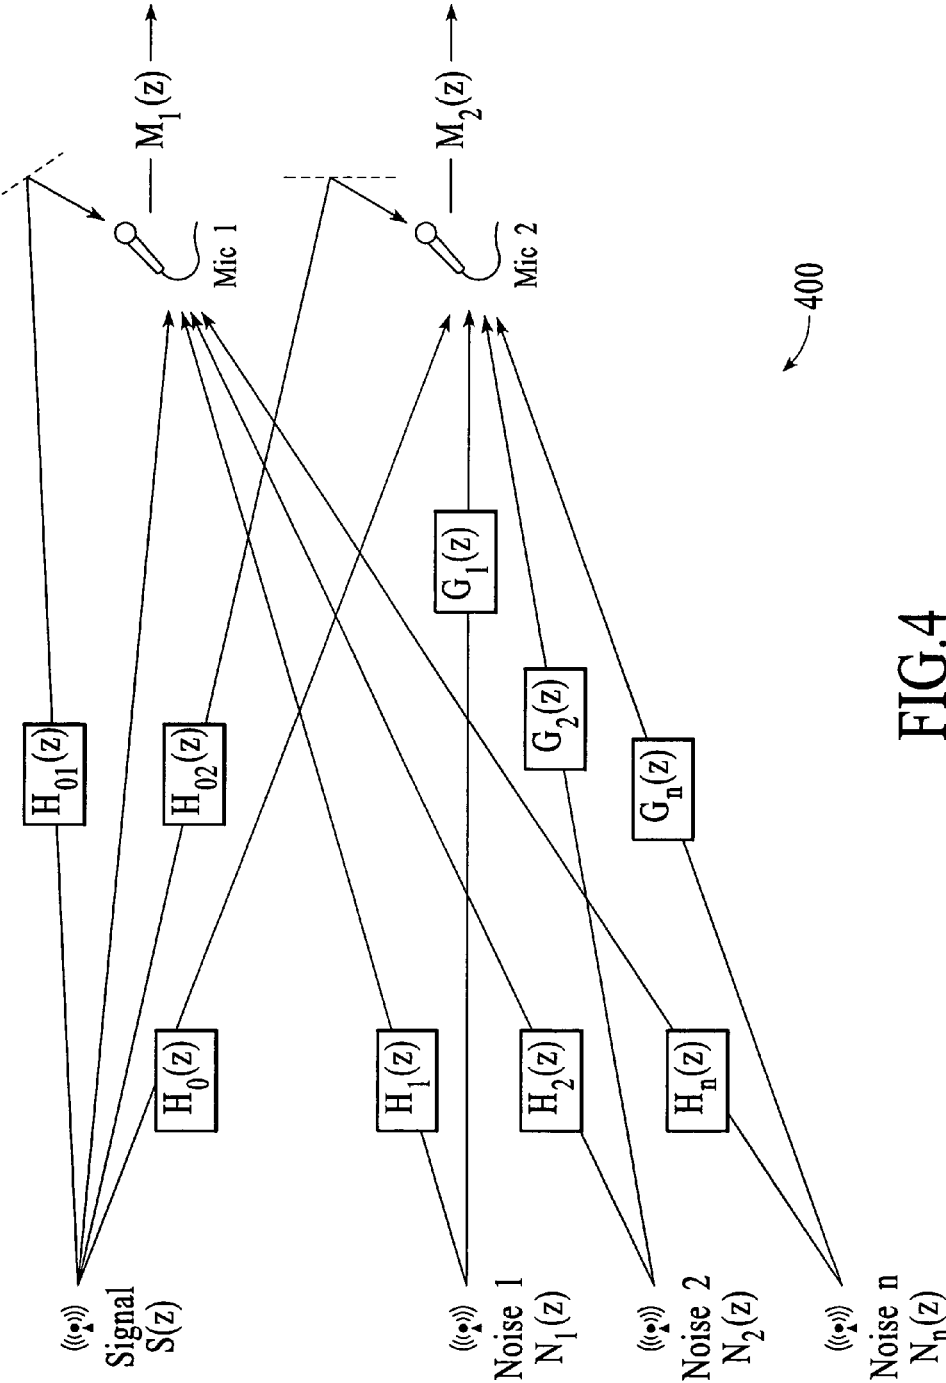 Signal
S(z)
H₀₁(z)
H₀₂(z)
H₀(z)
Mic 1
M₁(z)
Noise 1
N₁(z)
H₁(z)
G₁(z)
Mic 2
M₂(z)
Noise 2
N₂(z)
H₂(z)
G₂(z)
Noise n
Nₙ(z)
Hₙ(z)
Gₙ(z)
400
FIG.4